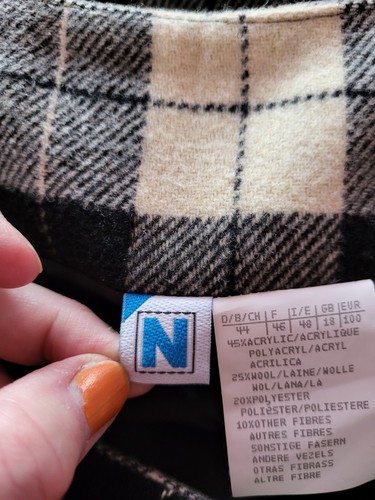 N
D/B/CH F I/E GB EUR
44 46 48 18 100
45%ACRYLIC/ACRYLIQUE
POLYACRYL/ACRYL
ACRILICA
25%WOOL/LAINE/WOLLE
WOL/LANA/LA
20%POLYESTER
POLIÈSTER/POLIESTERE
10%OTHER FIBRES
AUTRES FIBRES
SONSTIGE FASERN
ANDERE VEZELS
OTRAS FIBRASS
ALTRE FIBRE